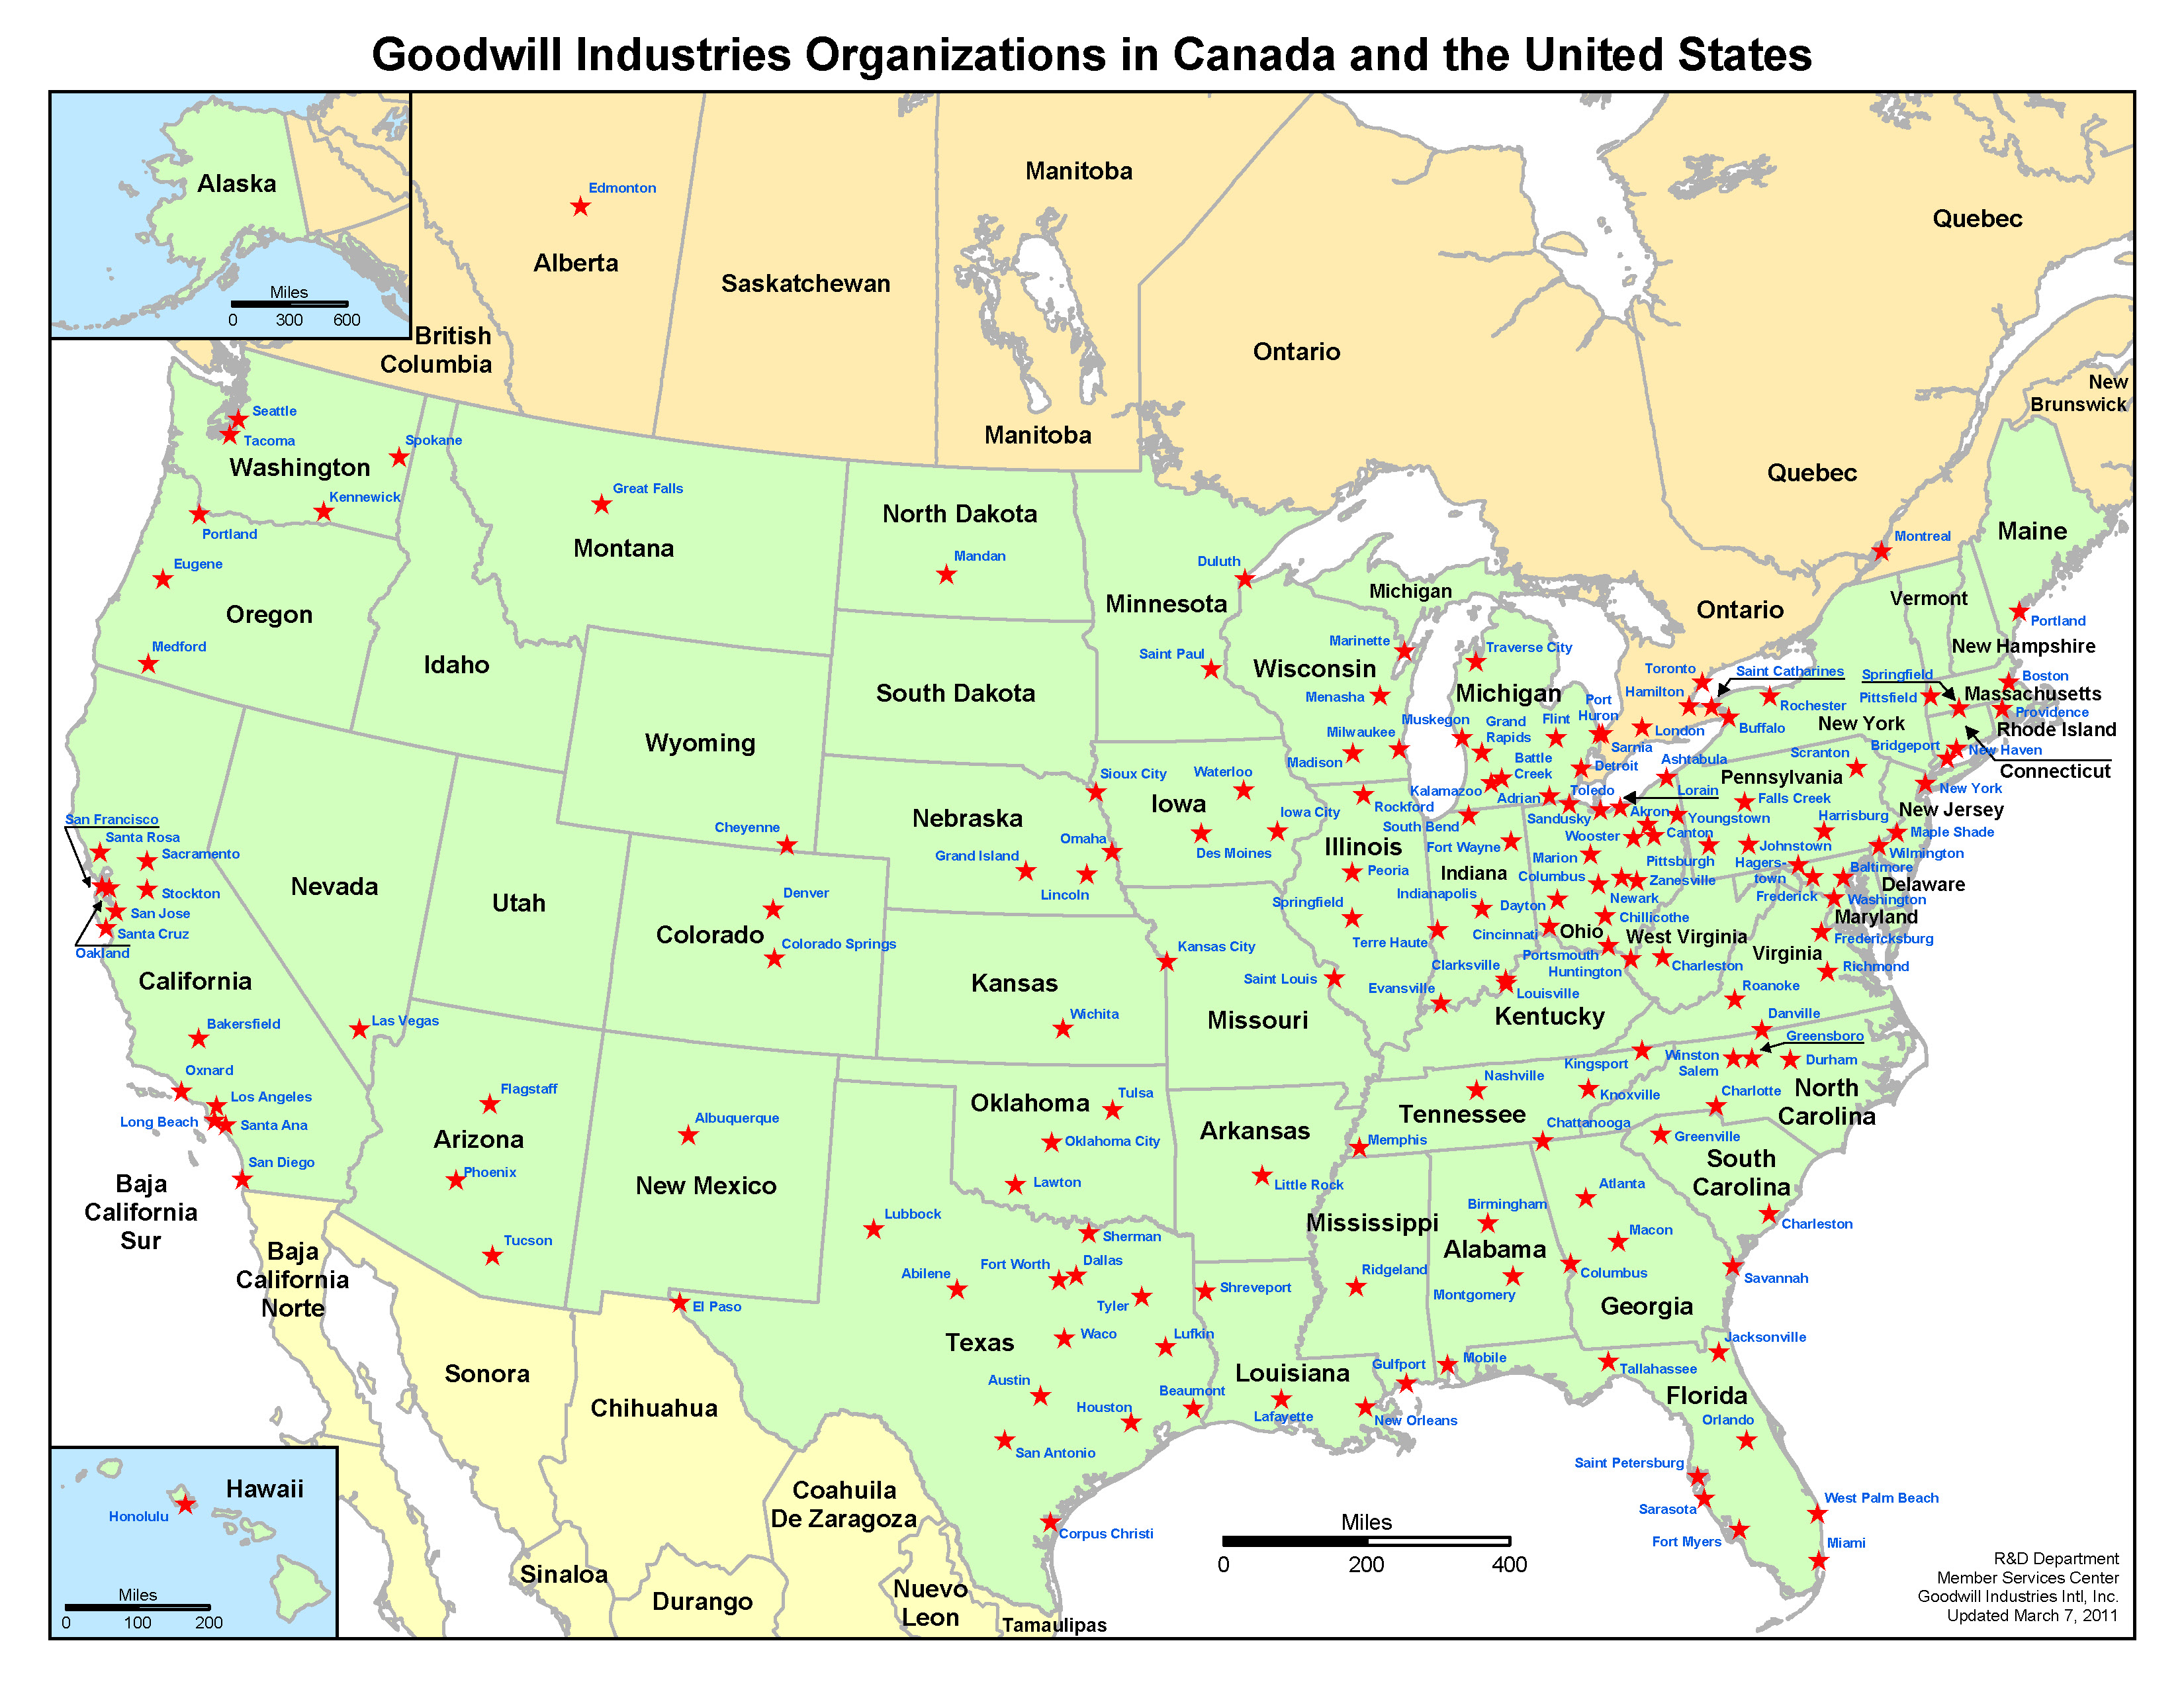 Goodwill Industries Organizations in Canada and the United States
Alaska
Miles
0 300 600
Edmonton
Alberta
British
Columbia
Saskatchewan
Manitoba
Manitoba
Ontario
Quebec
Quebec
New
Brunswick
Ontario
Montreal
Toronto
Hamilton
Saint Catharines
London
Sarnia
Seattle
Tacoma
Spokane
Washington
Kennewick
Portland
Eugene
Oregon
Medford
Idaho
Great Falls
Montana
North Dakota
Mandan
South Dakota
Wyoming
Cheyenne
Nebraska
Grand Island
Omaha
Lincoln
Minnesota
Duluth
Saint Paul
Wisconsin
Marinette
Menasha
Milwaukee
Madison
Michigan
Michigan
Traverse City
Muskegon
Grand
Rapids
Flint
Port
Huron
Battle
Creek
Detroit
Kalamazoo
Adrian
Sioux City
Waterloo
Iowa
Iowa City
Des Moines
Rockford
Illinois
Peoria
Springfield
South Bend
Fort Wayne
Indiana
Indianapolis
Terre Haute
Clarksville
Evansville
Toledo
Sandusky
Lorain
Ashtabula
Akron
Youngstown
Wooster
Canton
Marion
Columbus
Zanesville
Newark
Dayton
Chillicothe
Cincinnati
Ohio
Portsmouth
Huntington
West Virginia
Charleston
Pennsylvania
Scranton
Falls Creek
Harrisburg
Johnstown
Pittsburgh
Hagers-
town
Frederick
Baltimore
Washington
Maryland
Delaware
Wilmington
Maple Shade
New Jersey
New York
New York
Rochester
Buffalo
Vermont
Maine
Portland
New Hampshire
Boston
Springfield
Pittsfield
Massachusetts
Providence
Rhode Island
Bridgeport
New Haven
Connecticut
Fredericksburg
Virginia
Richmond
Roanoke
Danville
Louisville
Kentucky
San Francisco
Santa Rosa
Sacramento
Stockton
San Jose
Santa Cruz
Oakland
California
Bakersfield
Oxnard
Los Angeles
Long Beach
Santa Ana
San Diego
Nevada
Las Vegas
Utah
Denver
Colorado
Colorado Springs
Kansas
Wichita
Kansas City
Saint Louis
Missouri
Flagstaff
Arizona
Phoenix
Tucson
Albuquerque
New Mexico
Oklahoma
Tulsa
Oklahoma City
Lawton
Arkansas
Little Rock
Kingsport
Nashville
Knoxville
Tennessee
Chattanooga
Memphis
Winston
Salem
Greensboro
Durham
Charlotte
North
Carolina
Greenville
South
Carolina
Charleston
Mississippi
Ridgeland
Gulfport
Birmingham
Alabama
Montgomery
Mobile
Atlanta
Macon
Columbus
Georgia
Savannah
Lubbock
Sherman
Fort Worth
Dallas
Abilene
Tyler
El Paso
Texas
Waco
Lufkin
Austin
Beaumont
Houston
San Antonio
Corpus Christi
Shreveport
Louisiana
Lafayette
New Orleans
Jacksonville
Tallahassee
Florida
Orlando
Saint Petersburg
Sarasota
Fort Myers
West Palm Beach
Miami
Baja
California
Sur
Baja
California
Norte
Sonora
Chihuahua
Coahuila
De Zaragoza
Sinaloa
Durango
Nuevo
Leon
Tamaulipas
Hawaii
Honolulu
Miles
0 100 200
Miles
0 200 400
R&D Department
Member Services Center
Goodwill Industries Intl, Inc.
Updated March 7, 2011